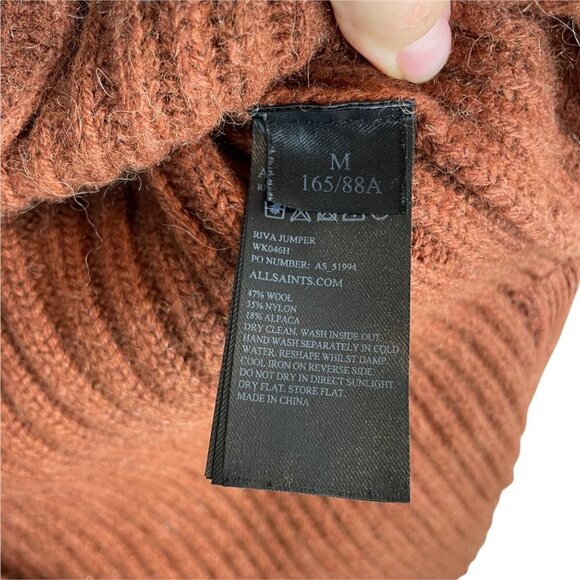 M
165/88A
RIVA JUMPER
WK046H
PO NUMBER: AS_51994
ALLSAINTS.COM
47% WOOL
35% NYLON
18% ALPACA
DRY CLEAN. WASH INSIDE OUT.
HAND WASH SEPARATELY IN COLD
WATER. RESHAPE WHILST DAMP
COOL IRON ON REVERSE SIDE.
DO NOT DRY IN DIRECT SUNLIGHT.
DRY FLAT. STORE FLAT.
MADE IN CHINA